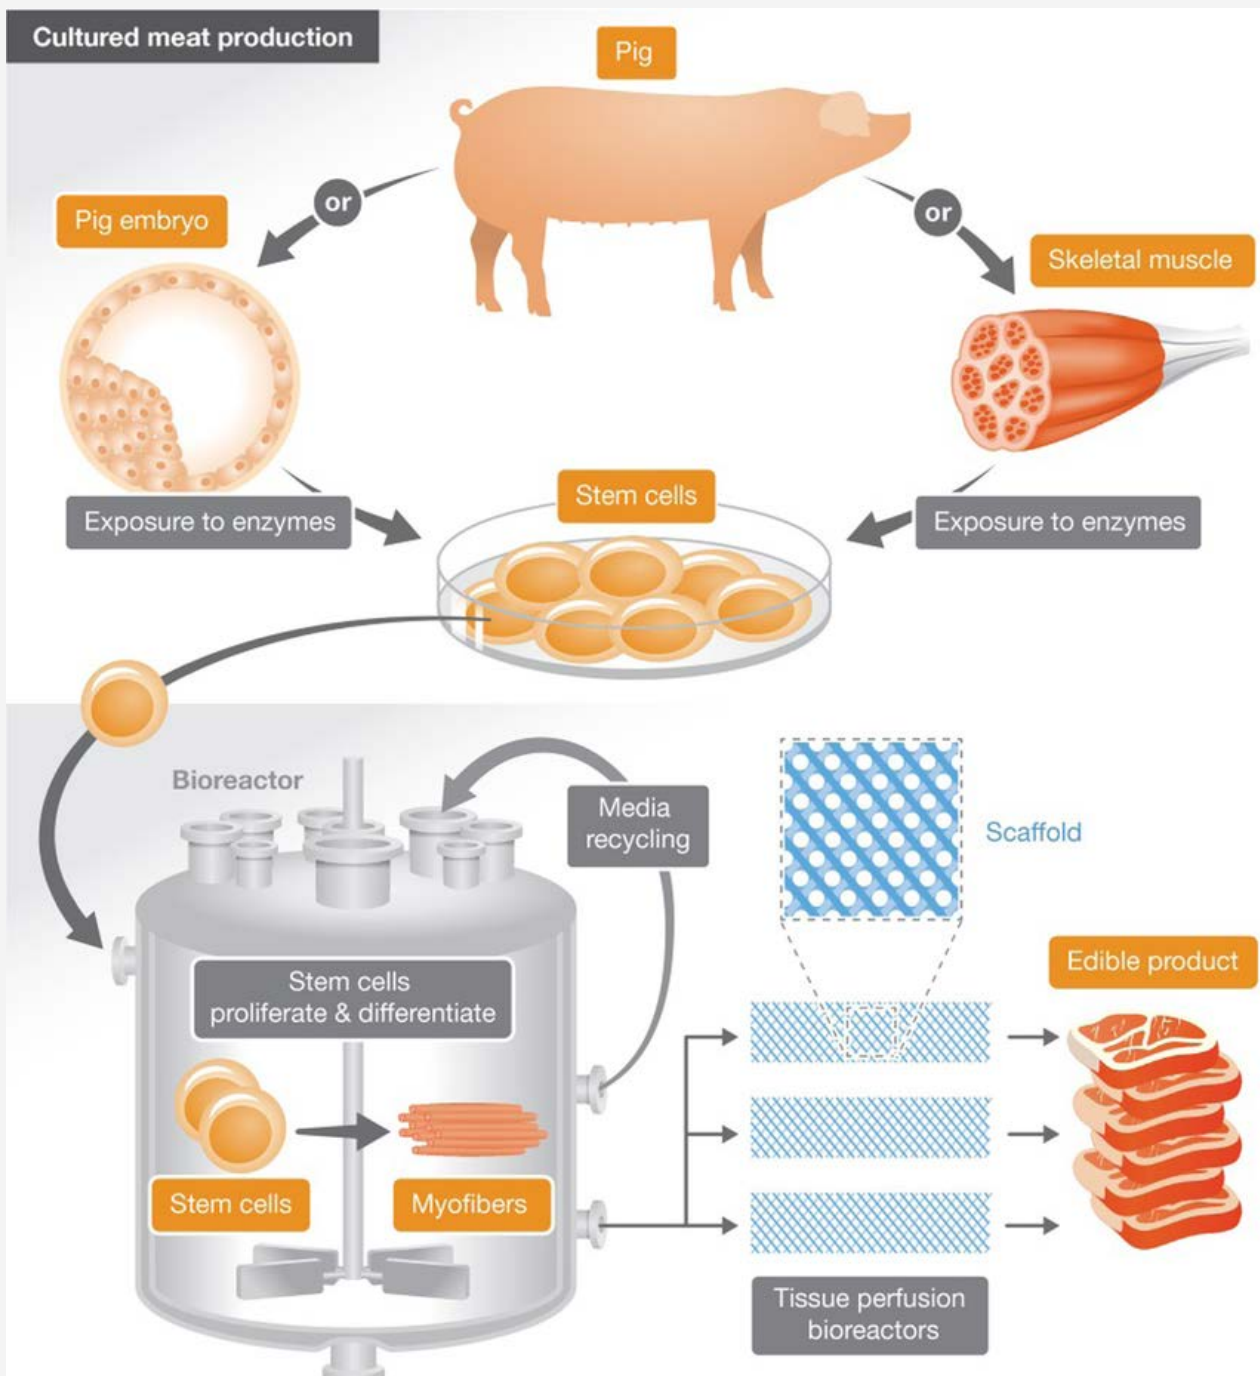 Cultured meat production
Pig
or
or
Pig embryo
Skeletal muscle
Exposure to enzymes
Stem cells
Exposure to enzymes
Bioreactor
Media
recycling
Scaffold
Stem cells
proliferate & differentiate
Edible product
Stem cells
Myofibers
Tissue perfusion
bioreactors